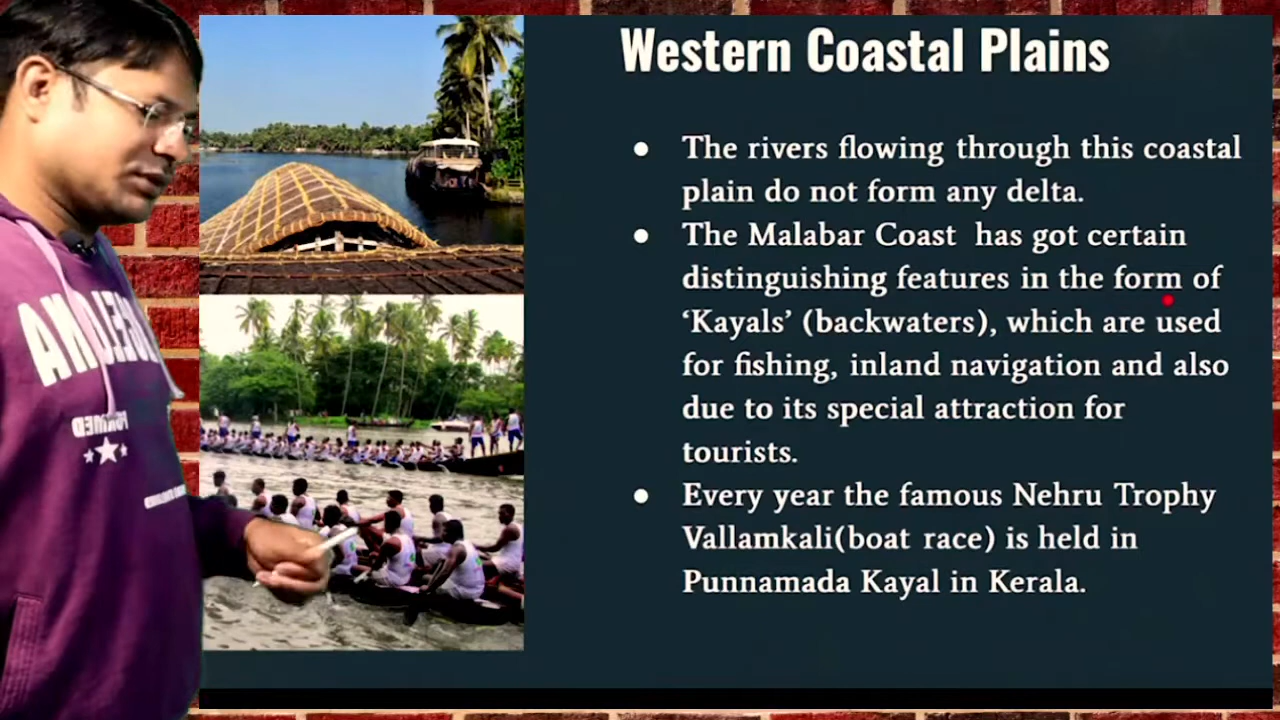 Western Coastal Plains
● The rivers flowing through this coastal
plain do not form any delta.
● The Malabar Coast has got certain
distinguishing features in the form of
‘Kayals’ (backwaters), which are used
for fishing, inland navigation and also
due to its special attraction for
tourists.
● Every year the famous Nehru Trophy
Vallamkali(boat race) is held in
Punnamada Kayal in Kerala.